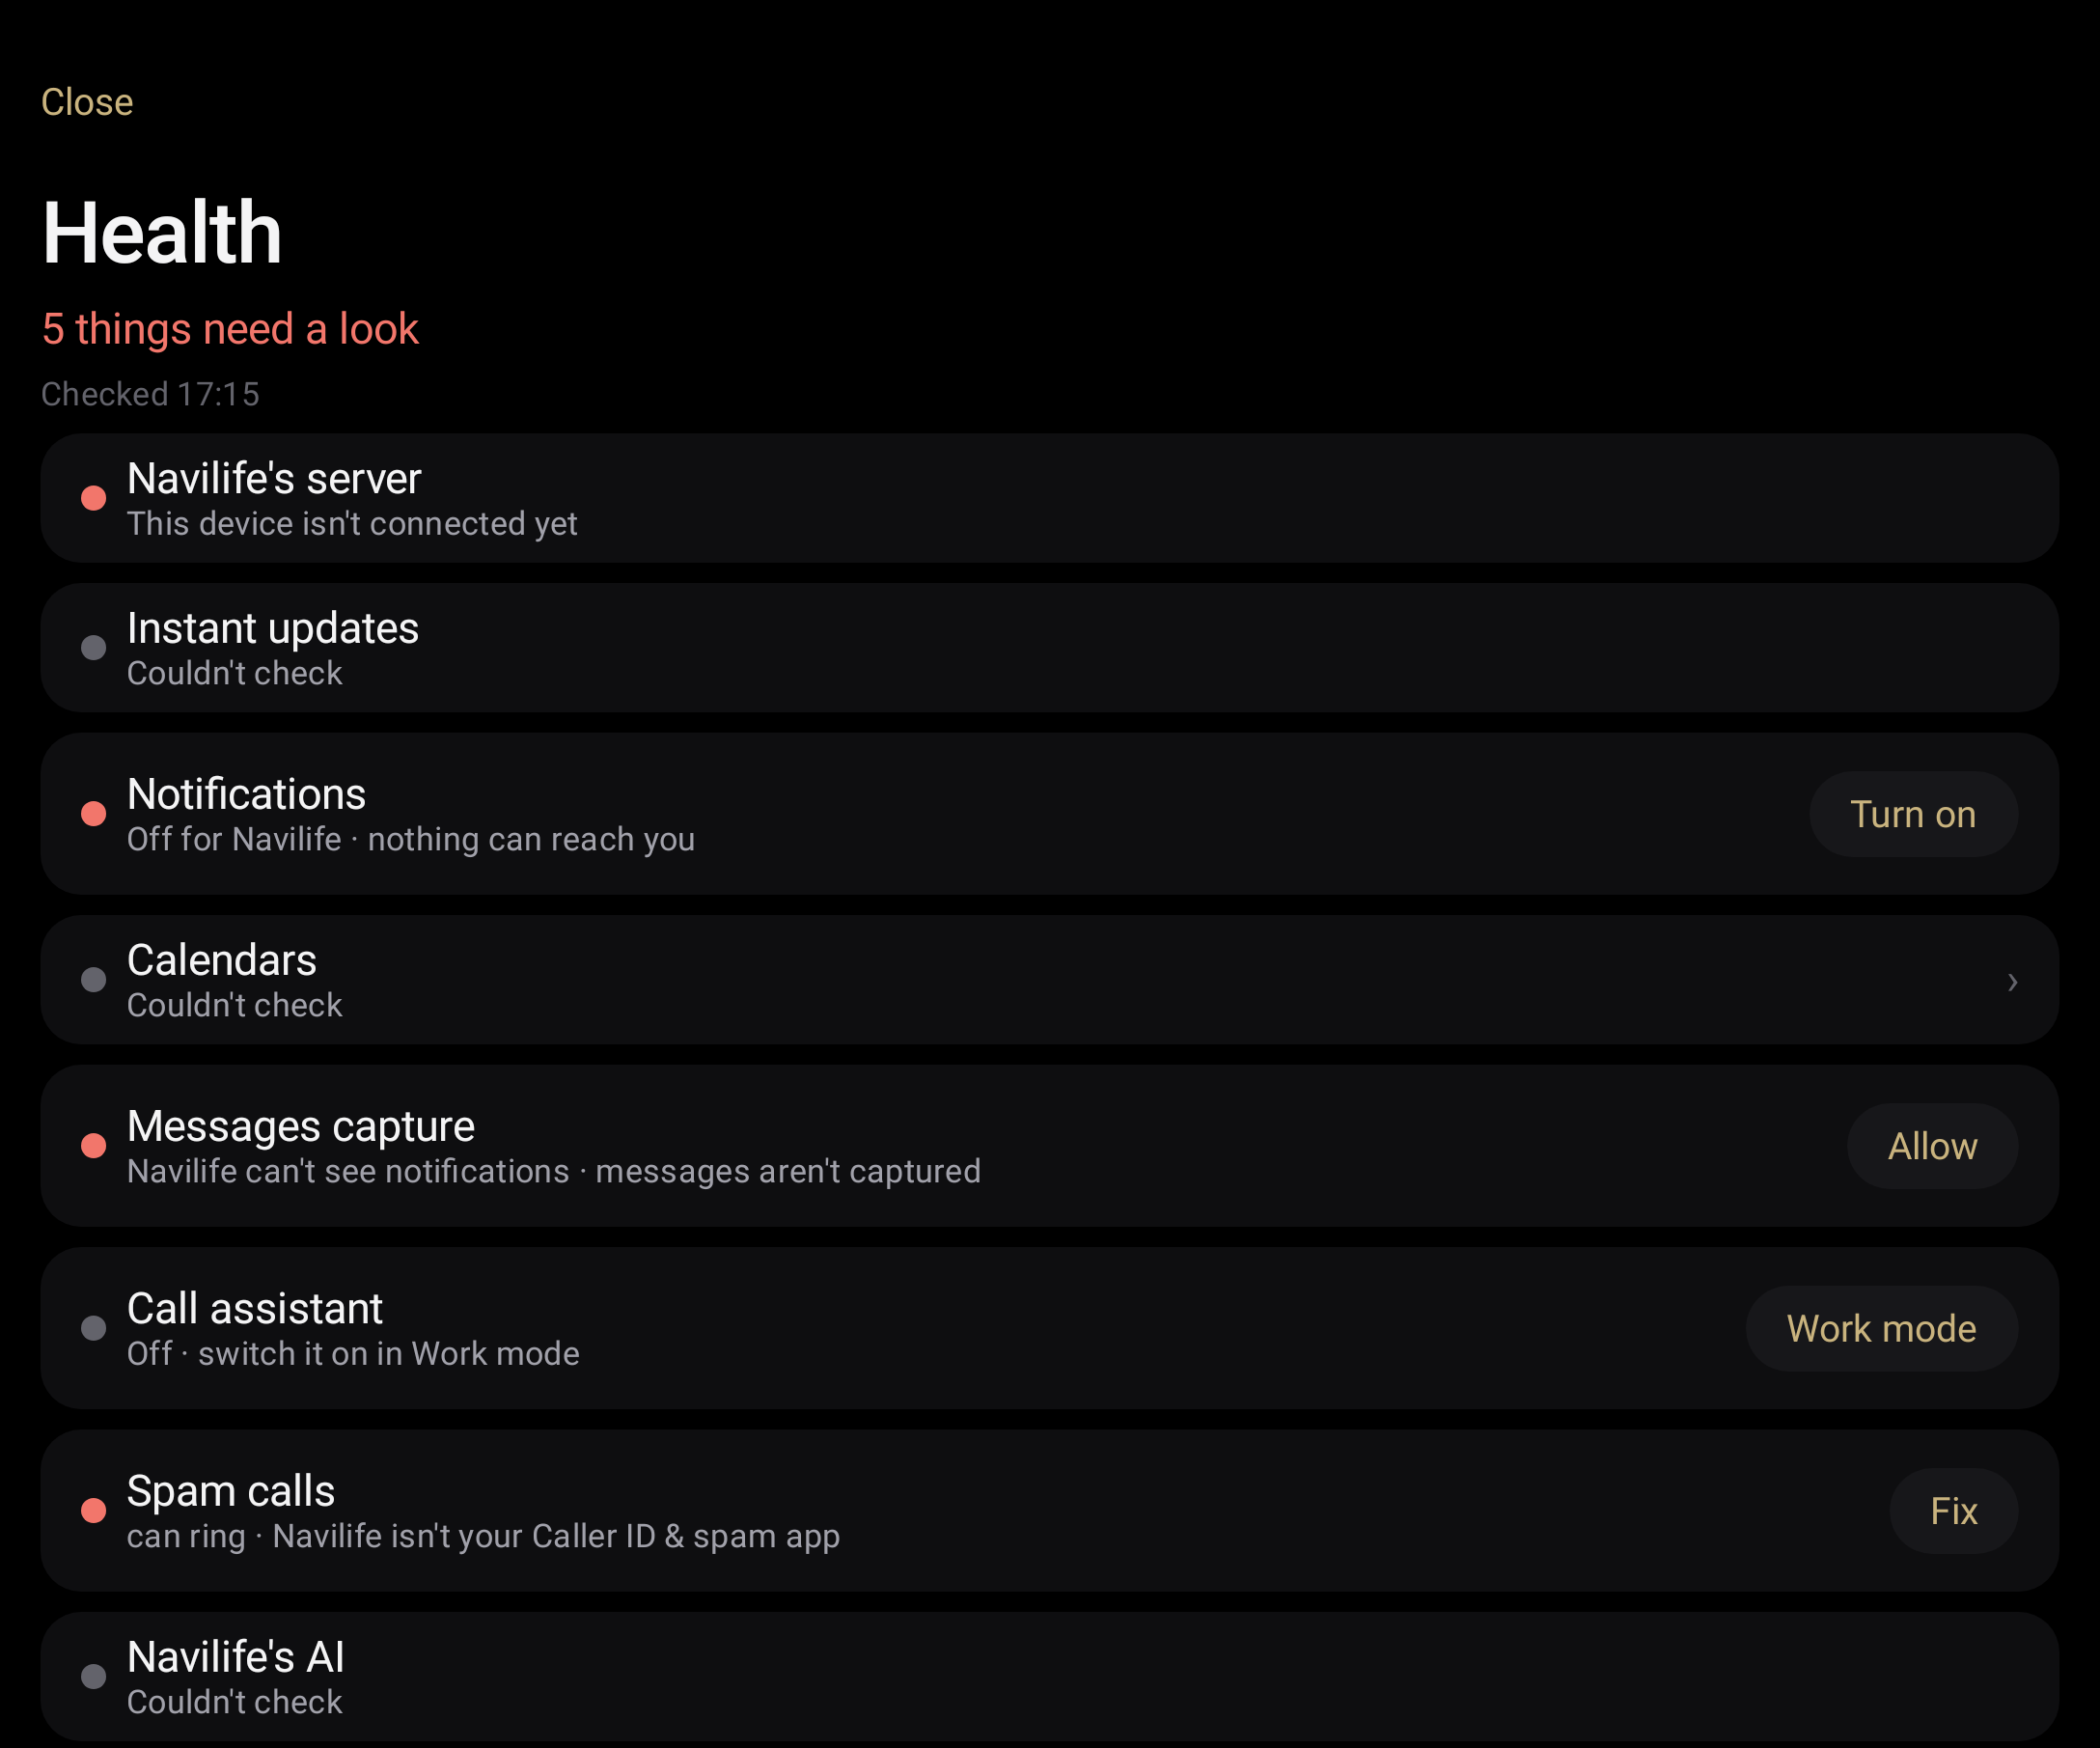 Close
Health
5 things need a look
Checked 17:15
Navilife's server
This device isn't connected yet
Instant updates
Couldn't check
Notifications
Off for Navilife · nothing can reach you
Turn on
Calendars
Couldn't check
›
Messages capture
Navilife can't see notifications · messages aren't captured
Allow
Call assistant
Off · switch it on in Work mode
Work mode
Spam calls
can ring · Navilife isn't your Caller ID & spam app
Fix
Navilife's AI
Couldn't check